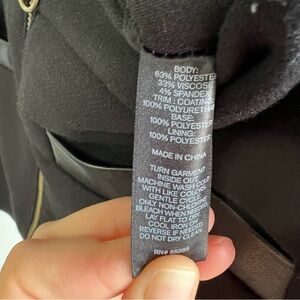 BODY:
63% POLYESTER
33% VISCOSE
4% SPANDEX
TRIM: COATING
100% POLYURETHANE
BASE:
100% POLYESTER
LINING:
100% POLYESTER
MADE IN CHINA
TURN GARMENT
INSIDE OUT
MACHINE WASH COLD
WITH LIKE COLORS
GENTLE CYCLE
ONLY NON-CHLORINE
BLEACH WHEN NEEDED
LAY FLAT TO DRY
COOL IRON ON
REVERSE IF NEEDED
DO NOT DRY CLEAN